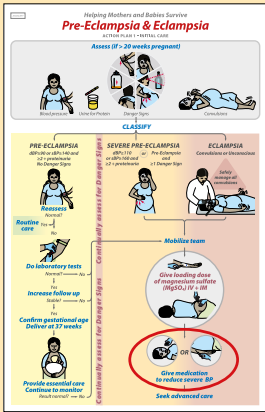 Helping Mothers and Babies Survive
Pre-Eclampsia & Eclampsia
ACTION PLAN 1 • INITIAL CARE
Assess (if > 20 weeks pregnant)
Blood pressure
Urine for Protein
Danger Signs
Convulsions
CLASSIFY
PRE-ECLAMPSIA
dBP≥90 or sBP≥140 and
≥2+ proteinuria
No Danger Signs
Reassess
Normal?
Yes
No
Routine
care
Do laboratory tests
Normal?
No
Yes
Increase follow up
Stable?
No
Yes
Confirm gestational age
Deliver at 37 weeks
Provide essential care
Continue to monitor
Result normal?
No
Continually assess for Danger Signs
Continually assess for Danger Signs
SEVERE PRE-ECLAMPSIA
dBP≥110
or sBP≥160 and
≥2+ proteinuria
or
Pre-Eclampsia
and
≥1 Danger Sign
ECLAMPSIA
Convulsions or Unconscious
Safely
manage all
convulsions
Mobilize team
Give loading dose
of magnesium sulfate
(MgSO₄) IV + IM
OR
Give medication
to reduce severe BP
Seek advanced care